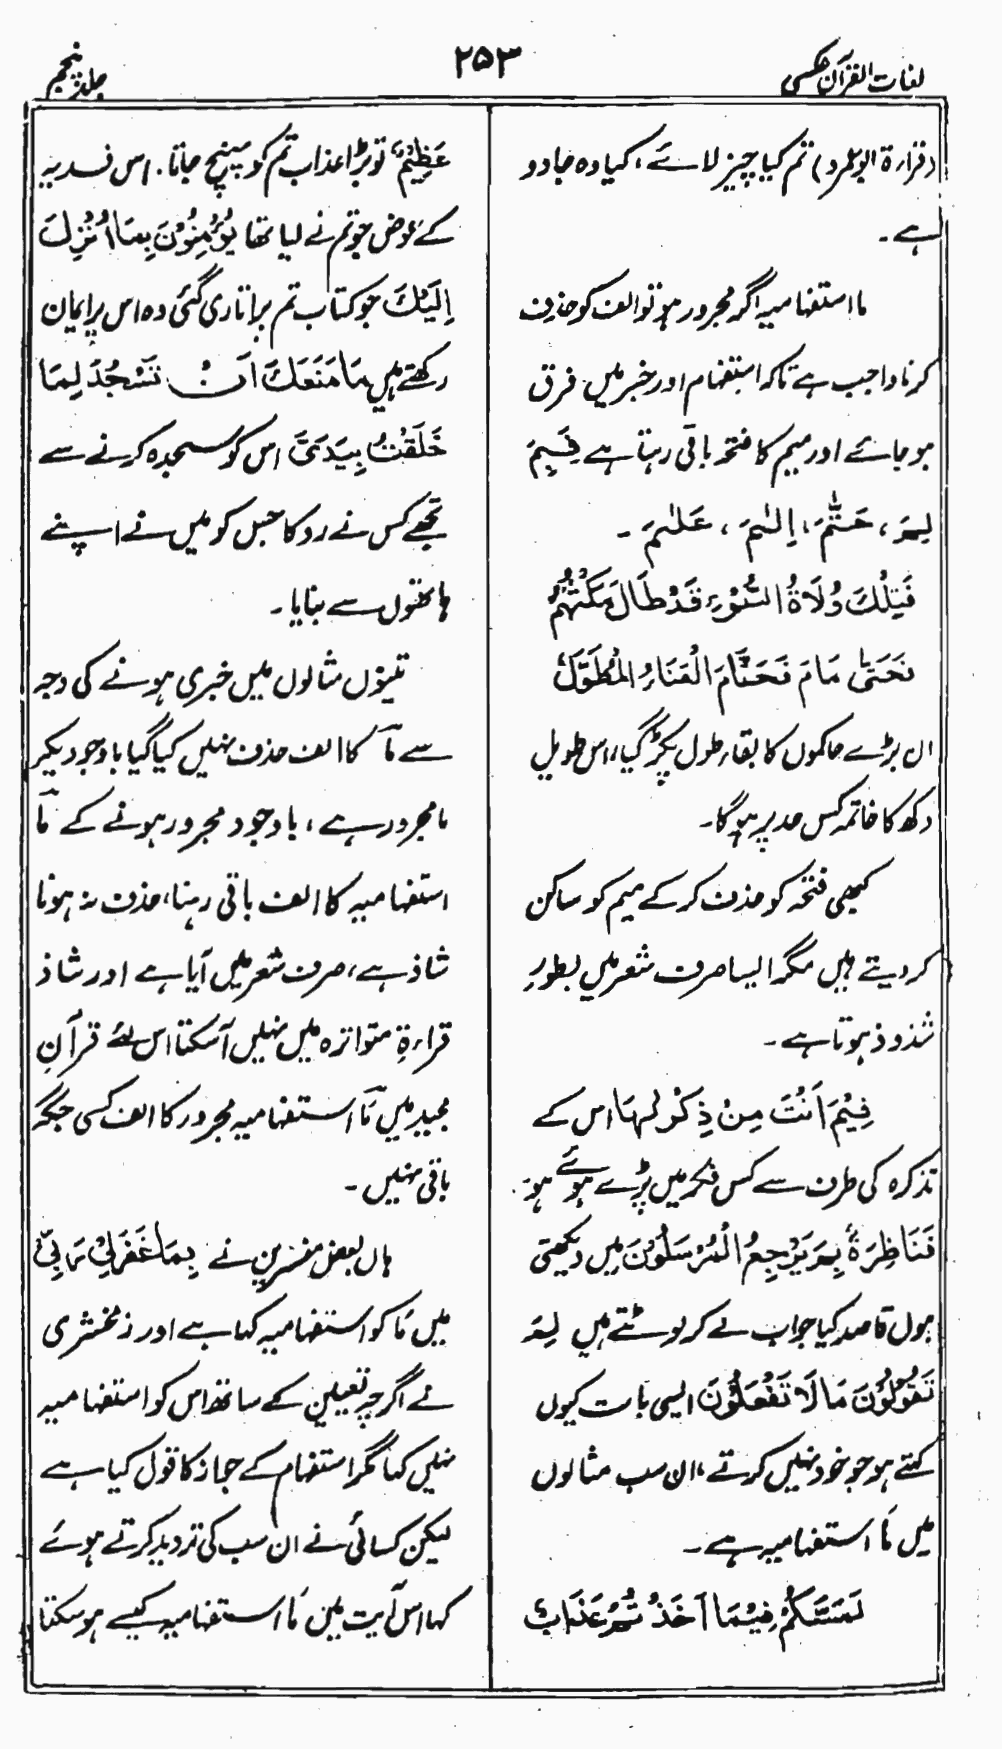 لغات القرآن عکسی
۲۵۳
جلد پنجم
(قراءۃ ابوعمرو) تم کیا چیز لائے، کیا وہ جادو
ہے۔
ما استفہامیہ اگر مجرور ہو تو الف کو حذف
کرنا واجب ہے تاکہ استفہام اور خبر میں فرق
ہو جائے اور میم کا فتحہ باقی رہتا ہے فِیْمَ
لِمَ، حَتّٰمَ، اِلٰمَ، عَلٰمَ۔
فَتِلْكَ وُلَاةُ السُّوْءِ قَدْ طَالَ مَكْثُهُمْ
فَحَتّٰى مَامَ فَحَتَّامَ الْعَنَاءُ الْمُطَوَّلُ
ان بڑے حاکموں کا بقاء طول پکڑ گیا، اس طویل
دکھ کا خاتمہ کس حد پر ہوگا۔
کبھی فتحہ کو حذف کر کے میم کو ساکن
کر دیتے ہیں مگر ایسا صرف شعر میں بطور
شذوذ ہوتا ہے۔
فِیْمَ اَنْتَ مِنْ ذِكْرٰىهَا اس کے
تذکرہ کی طرف سے کس فکر میں پڑے ہوئے ہو۔
فَنَاظِرَةٌ بِمَ یَرْجِعُ الْمُرْسَلُوْنَ میں دیکھتی
ہوں قاصد کیا جواب لے کر لوٹتے ہیں لِمَ
تَقُوْلُوْنَ مَا لَا تَفْعَلُوْنَ ایسی بات کیوں
کہتے ہو جو خود نہیں کرتے، ان سب مثالوں
میں مَا استفہامیہ ہے۔
لَمَسَّكُمْ فِیْمَا اَخَذْتُمْ عَذَابٌ
عَظِیْمٌ تو بڑا عذاب تم کو پہنچ جاتا۔ اس فدیہ
کے عوض جو تم نے لیا تھا یُؤْمِنُوْنَ بِمَا اُنْزِلَ
اِلَیْكَ جو کتاب تم پر اتاری گئی وہ اس پر ایمان
رکھتے ہیں مَا مَنَعَكَ اَنْ تَسْجُدَ لِمَا
خَلَقْتُ بِیَدَیَّ اس کو سجدہ کرنے سے
تجھے کس نے روکا جس کو میں نے اپنے
ہاتھوں سے بنایا۔
تینوں مثالوں میں خبری ہونے کی وجہ
سے مَا کا الف حذف نہیں کیا گیا باوجودیکہ
ما مجرور ہے، باوجود مجرور ہونے کے مَا
استفہامیہ کا الف باقی رہنا، حذف نہ ہونا
شاذ ہے، صرف شعر میں آیا ہے اور شاذ
قراءۃِ متواترہ میں نہیں آ سکتا اس لئے قرآنِ
مجید میں مَا استفہامیہ مجرور کا الف کسی جگہ
باقی نہیں۔
ہاں بعض مفسرین نے بِمَا غَفَرَلِیْ رَبِّیْ
میں مَا کو استفہامیہ کہا ہے اور زمخشری
نے اگرچہ تعیین کے ساتھ اس کو استفہامیہ
نہیں کہا مگر استفہام کے جواز کا قول کیا ہے
لیکن کسائی نے ان سب کی تردید کرتے ہوئے
کہا اس آیت میں مَا استفہامیہ کیسے ہو سکتا